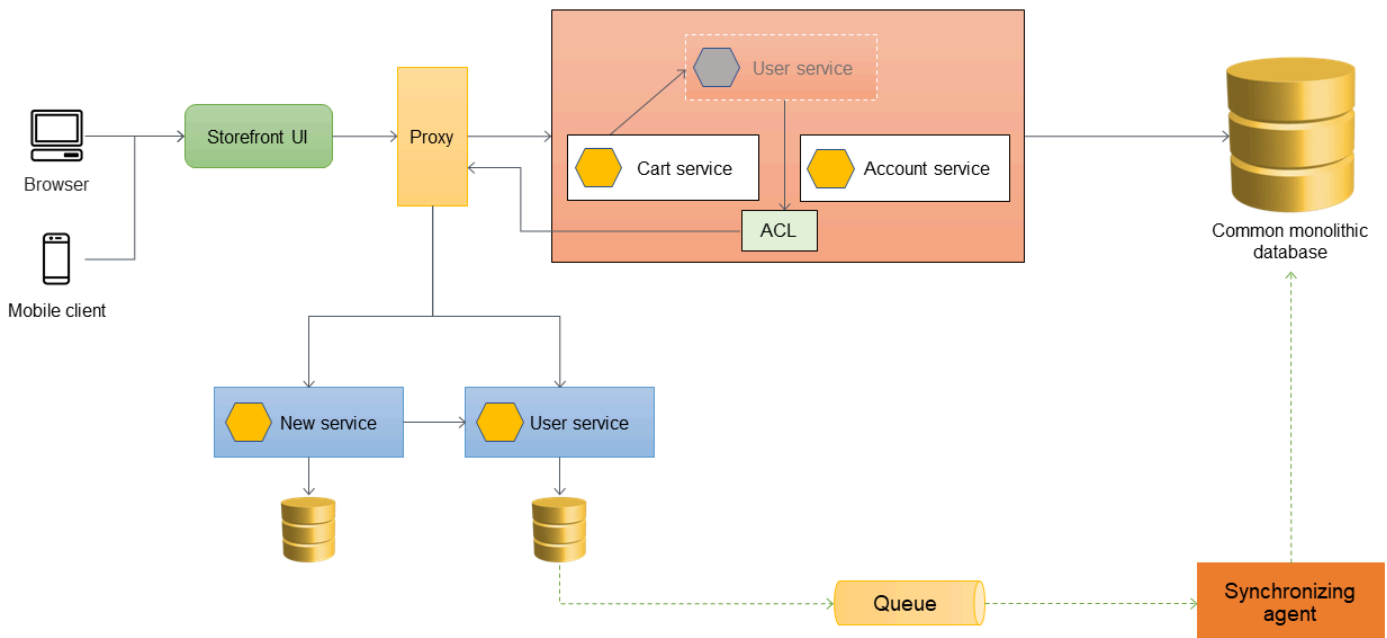 User service
Storefront UI
Proxy
Cart service
Account service
Browser
ACL
Common monolithic
database
Mobile client
New service
User service
Queue
Synchronizing
agent